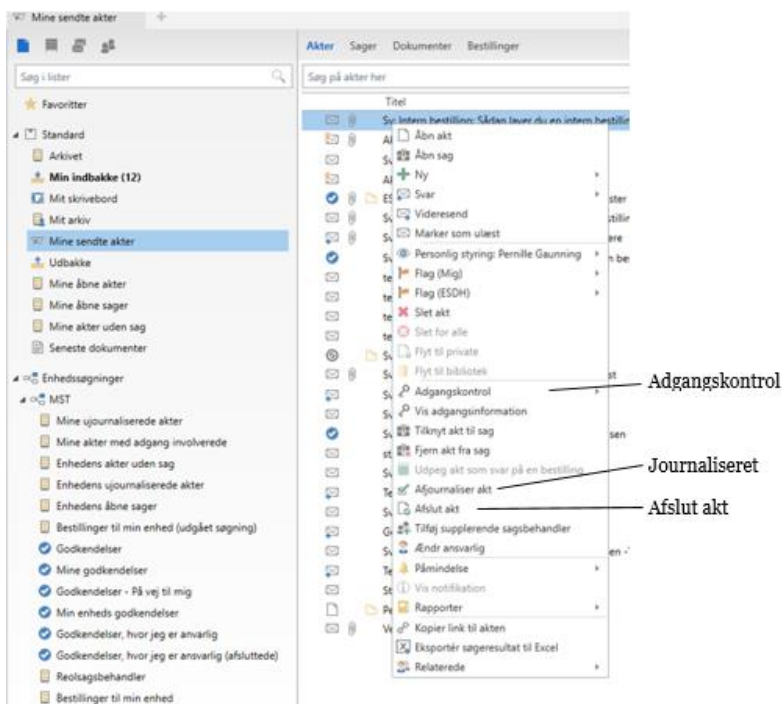 Mine sendte akter
Søg i lister
Favoritter
Standard
Arkivet
Min indbakke (12)
Mit skrivebord
Mit arkiv
Mine sendte akter
Udbakke
Mine åbne akter
Mine åbne sager
Mine akter uden sag
Seneste dokumenter
Enhedssøgninger
MST
Mine ujournaliserede akter
Mine akter med adgang involverede
Enhedens akter uden sag
Enhedens ujournaliserede akter
Enhedens åbne sager
Bestillinger til min enhed (udgået søgning)
Godkendelser
Mine godkendelser
Godkendelser - På vej til mig
Min enheds godkendelser
Godkendelser, hvor jeg er anvarlig
Godkendelser, hvor jeg er ansvarlig (afsluttede)
Reolsagsbehandler
Bestillinger til min enhed
Akter Sager Dokumenter Bestillinger
Søg på akter her
Titel
Sv: Intern bestilling: Sådan laver du en intern bestillin
Åbn akt
Åbn sag
Ny
Svar
Videresend
Marker som ulæst
Personlig styring: Pernille Gaunning
Flag (Mig)
Flag (ESDH)
Slet akt
Slet for alle
Flyt til private
Flyt til bibliotek
Adgangskontrol
Vis adgangsinformation
Tilknyt akt til sag
Fjern akt fra sag
Udpeg akt som svar på en bestilling
Afjournaliser akt
Afslut akt
Tilføj supplerende sagsbehandler
Ændr ansvarlig
Påmindelse
Vis notifikation
Rapporter
Kopier link til akten
Eksportér søgeresultat til Excel
Relaterede
Adgangskontrol
Journaliseret
Afslut akt